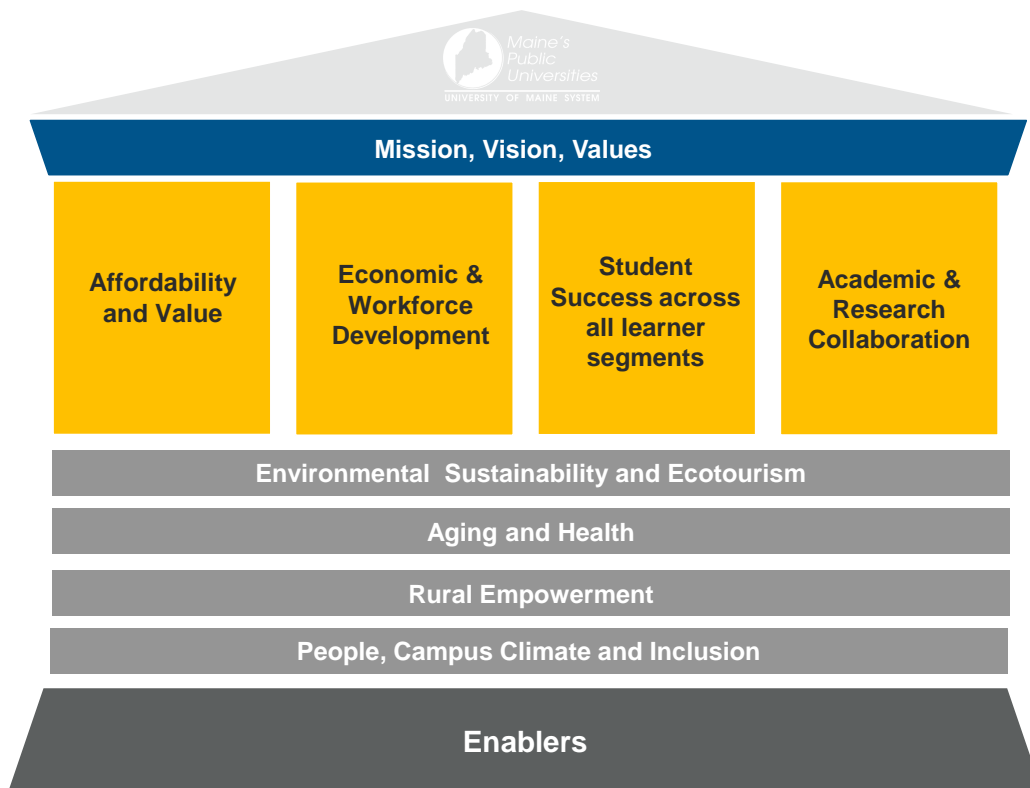 Maine's
Public
Universities
UNIVERSITY OF MAINE SYSTEM
Mission, Vision, Values
Affordability
and Value
Economic &
Workforce
Development
Student
Success across
all learner
segments
Academic &
Research
Collaboration
Environmental  Sustainability and Ecotourism
Aging and Health
Rural Empowerment
People, Campus Climate and Inclusion
Enablers